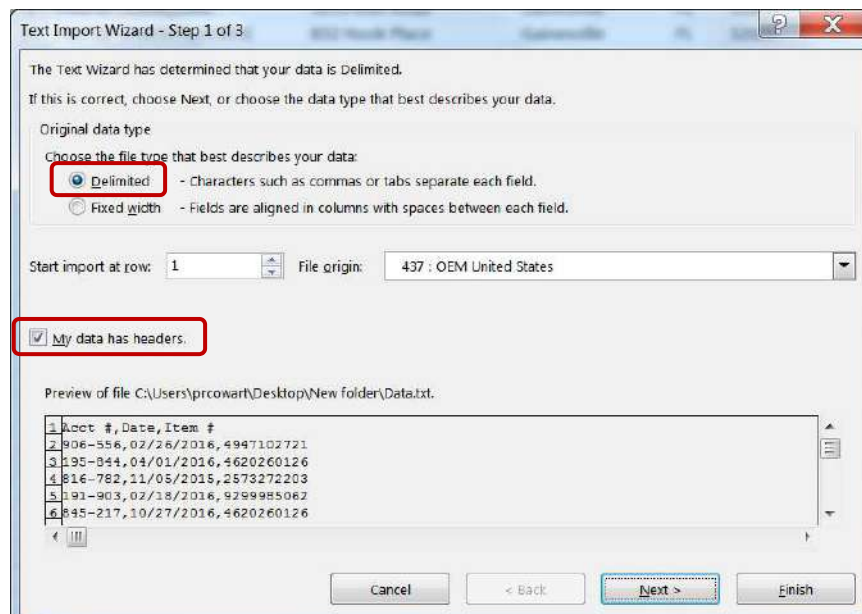 Text Import Wizard - Step 1 of 3
The Text Wizard has determined that your data is Delimited.
If this is correct, choose Next, or choose the data type that best describes your data.
Original data type
Choose the file type that best describes your data:
Delimited - Characters such as commas or tabs separate each field.
Fixed width - Fields are aligned in columns with spaces between each field.
Start import at row: 1 File origin: 437 : OEM United States
My data has headers.
Preview of file C:\Users\prcowart\Desktop\New folder\Data.txt.
1 Acct #,Date,Item #
2 906-556,02/26/2016,4947102721
3 195-844,04/01/2016,4620260126
4 816-782,11/05/2015,2573272203
5 191-903,02/18/2016,9299985062
6 845-217,10/27/2016,4620260126
Cancel < Back Next > Finish